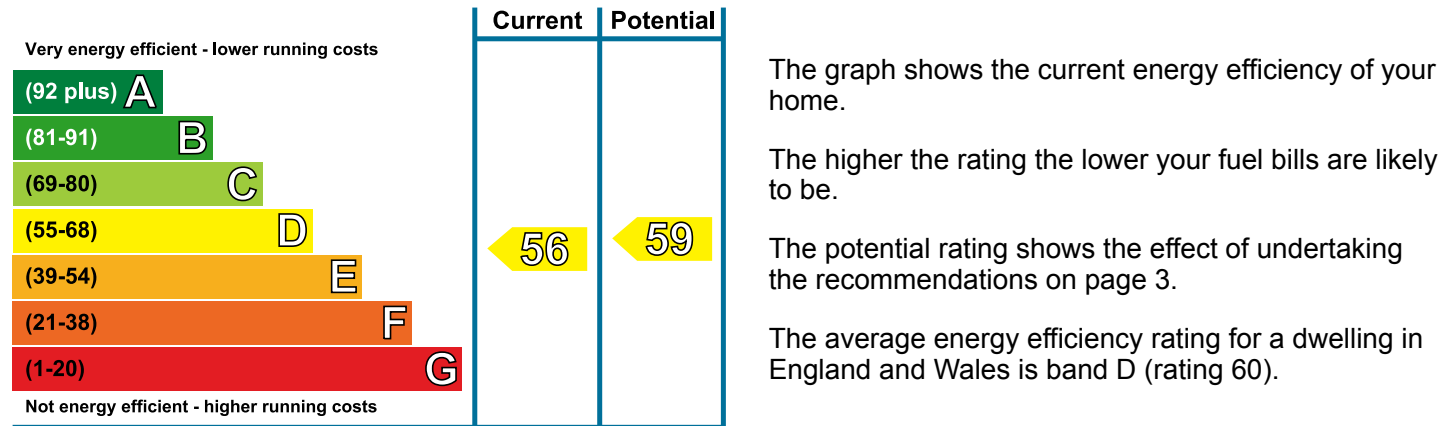 Current Potential
Very energy efficient - lower running costs
(92 plus) A
(81-91) B
(69-80) C
(55-68) D
(39-54) E
(21-38) F
(1-20) G
Not energy efficient - higher running costs
56
59
The graph shows the current energy efficiency of your
home.
The higher the rating the lower your fuel bills are likely
to be.
The potential rating shows the effect of undertaking
the recommendations on page 3.
The average energy efficiency rating for a dwelling in
England and Wales is band D (rating 60).